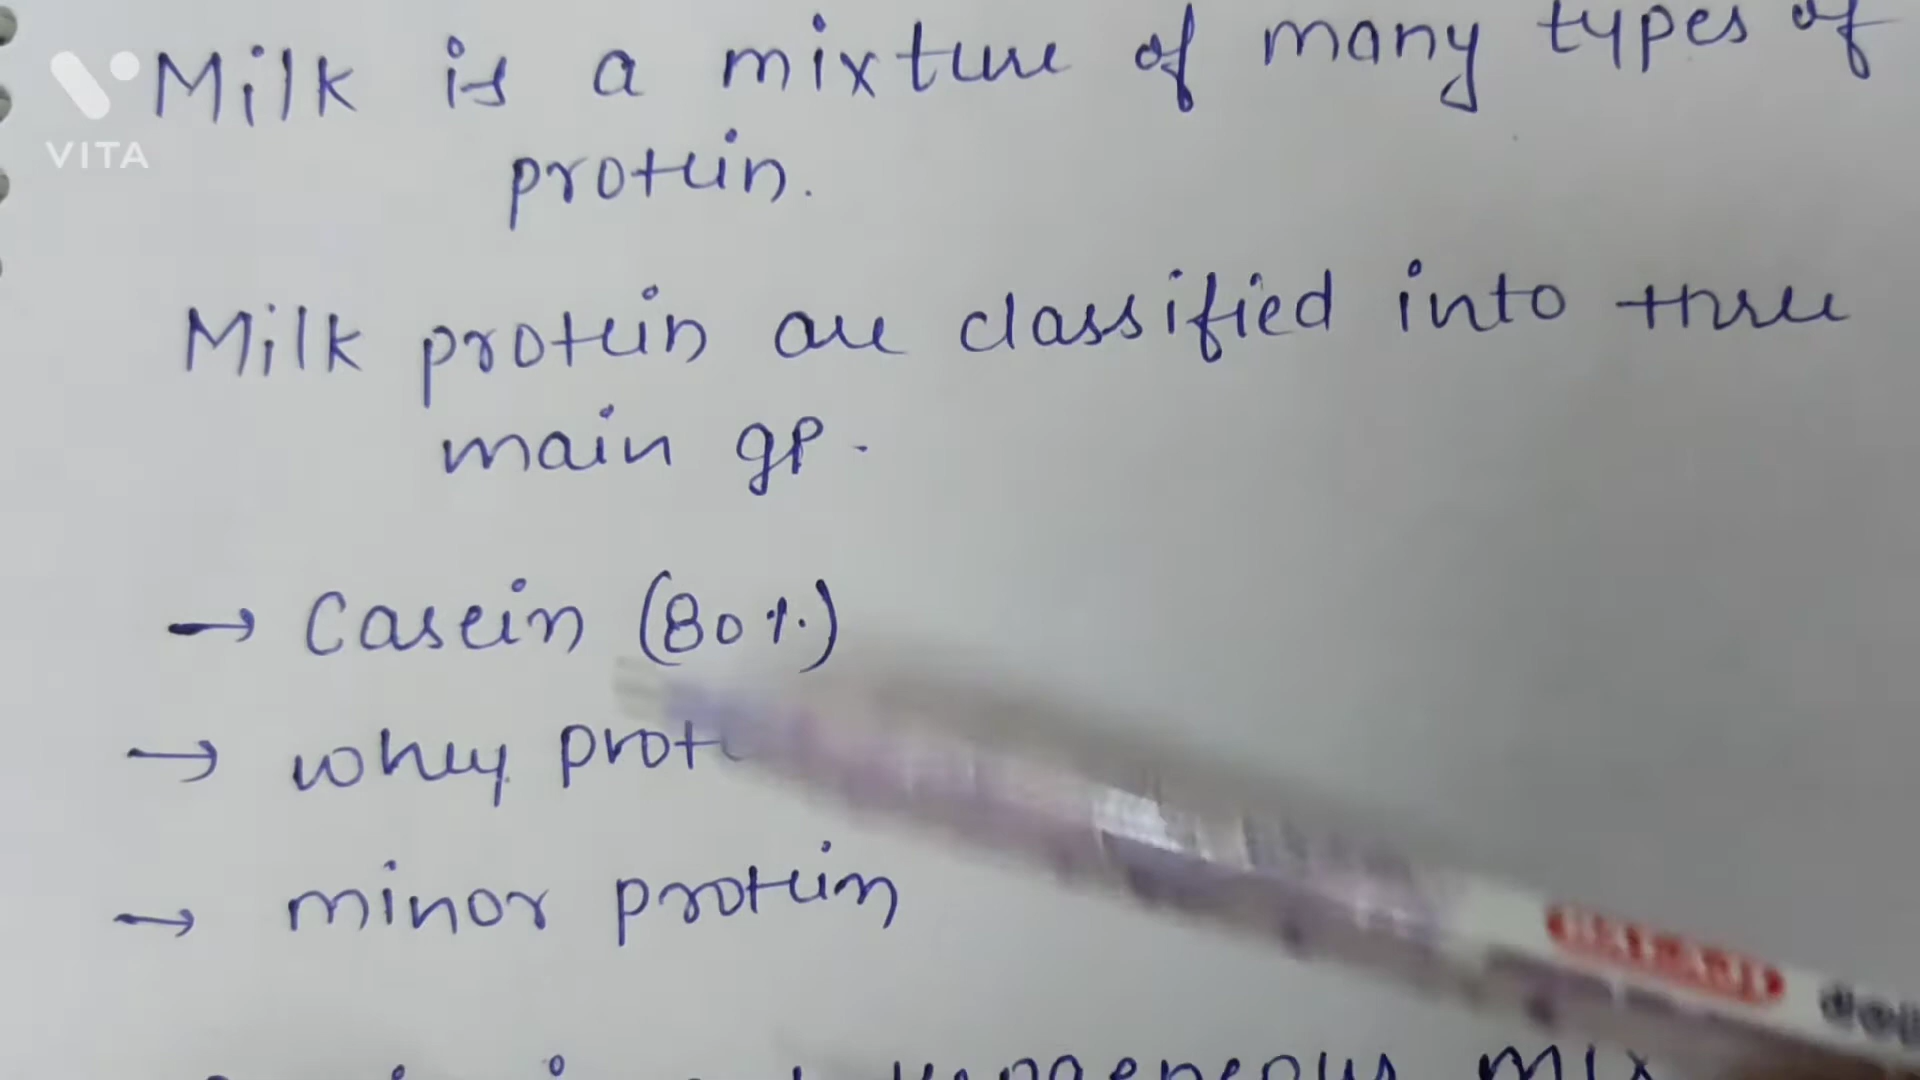 VITA
Milk is a mixture of many types of
protein.
Milk protein are classified into three
main gp.
→ Casein (80%)
→ whey
→ minor protein
mix